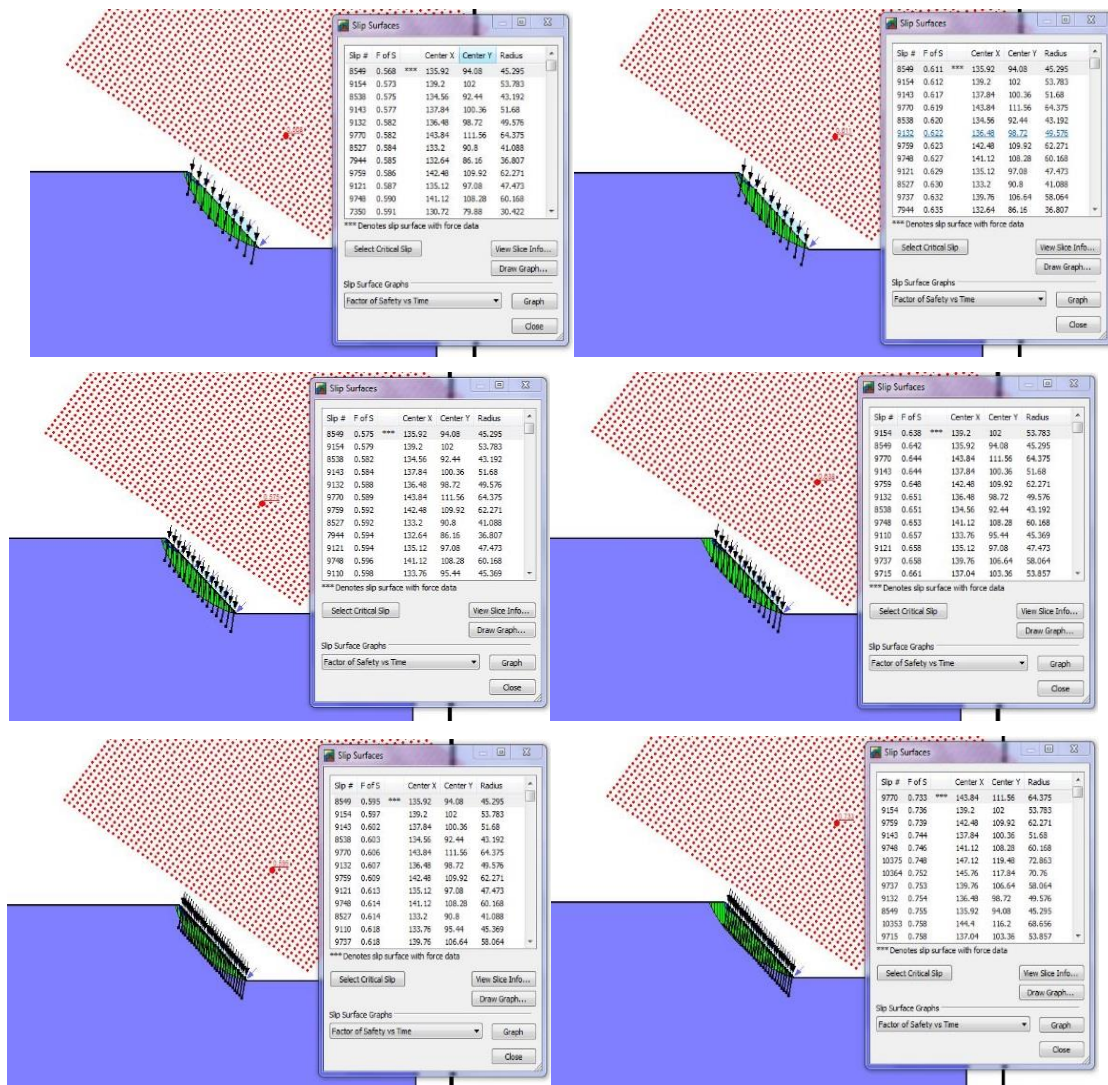 Slip Surfaces
Slip # F of S Center X Center Y Radius
8549 0.568 *** 135.92 94.08 45.295
9154 0.573 139.2 102 53.783
8538 0.575 134.56 92.44 43.192
9143 0.577 137.84 100.36 51.68
9132 0.582 136.48 98.72 49.576
9770 0.582 143.84 111.56 64.375
8527 0.584 133.2 90.8 41.088
7944 0.585 132.64 86.16 36.807
9759 0.586 142.48 109.92 62.271
9121 0.587 135.12 97.08 47.473
9748 0.590 141.12 108.28 60.168
7350 0.591 130.72 79.88 30.422
*** Denotes slip surface with force data
Select Critical Slip View Slice Info...
Draw Graph...
Slip Surface Graphs
Factor of Safety vs Time Graph
Close
Slip Surfaces
Slip # F of S Center X Center Y Radius
8549 0.611 *** 135.92 94.08 45.295
9154 0.612 139.2 102 53.783
9143 0.617 137.84 100.36 51.68
9770 0.619 143.84 111.56 64.375
8538 0.620 134.56 92.44 43.192
9132 0.622 136.48 98.72 49.576
9759 0.623 142.48 109.92 62.271
9748 0.627 141.12 108.28 60.168
9121 0.629 135.12 97.08 47.473
8527 0.630 133.2 90.8 41.088
9737 0.632 139.76 106.64 58.064
7944 0.635 132.64 86.16 36.807
*** Denotes slip surface with force data
Select Critical Slip View Slice Info...
Draw Graph...
Slip Surface Graphs
Factor of Safety vs Time Graph
Close
Slip Surfaces
Slip # F of S Center X Center Y Radius
8549 0.575 *** 135.92 94.08 45.295
9154 0.579 139.2 102 53.783
8538 0.582 134.56 92.44 43.192
9143 0.584 137.84 100.36 51.68
9132 0.588 136.48 98.72 49.576
9770 0.589 143.84 111.56 64.375
9759 0.592 142.48 109.92 62.271
8527 0.592 133.2 90.8 41.088
7944 0.594 132.64 86.16 36.807
9121 0.594 135.12 97.08 47.473
9748 0.596 141.12 108.28 60.168
9110 0.598 133.76 95.44 45.369
*** Denotes slip surface with force data
Select Critical Slip View Slice Info...
Draw Graph...
Slip Surface Graphs
Factor of Safety vs Time Graph
Close
Slip Surfaces
Slip # F of S Center X Center Y Radius
9154 0.638 *** 139.2 102 53.783
8549 0.642 135.92 94.08 45.295
9770 0.644 143.84 111.56 64.375
9143 0.644 137.84 100.36 51.68
9759 0.648 142.48 109.92 62.271
9132 0.651 136.48 98.72 49.576
8538 0.651 134.56 92.44 43.192
9748 0.653 141.12 108.28 60.168
9110 0.657 133.76 95.44 45.369
9121 0.658 135.12 97.08 47.473
9737 0.658 139.76 106.64 58.064
9715 0.661 137.04 103.36 53.857
*** Denotes slip surface with force data
Select Critical Slip View Slice Info...
Draw Graph...
Slip Surface Graphs
Factor of Safety vs Time Graph
Close
Slip Surfaces
Slip # F of S Center X Center Y Radius
8549 0.595 *** 135.92 94.08 45.295
9154 0.597 139.2 102 53.783
9143 0.602 137.84 100.36 51.68
8538 0.603 134.56 92.44 43.192
9770 0.606 143.84 111.56 64.375
9132 0.607 136.48 98.72 49.576
9759 0.609 142.48 109.92 62.271
9121 0.613 135.12 97.08 47.473
9748 0.614 141.12 108.28 60.168
8527 0.614 133.2 90.8 41.088
9110 0.618 133.76 95.44 45.369
9737 0.618 139.76 106.64 58.064
*** Denotes slip surface with force data
Select Critical Slip View Slice Info...
Draw Graph...
Slip Surface Graphs
Factor of Safety vs Time Graph
Close
Slip Surfaces
Slip # F of S Center X Center Y Radius
9770 0.733 *** 143.84 111.56 64.375
9154 0.736 139.2 102 53.783
9759 0.739 142.48 109.92 62.271
9143 0.744 137.84 100.36 51.68
9748 0.746 141.12 108.28 60.168
10375 0.748 147.12 119.48 72.863
10364 0.752 145.76 117.84 70.76
9737 0.753 139.76 106.64 58.064
9132 0.754 136.48 98.72 49.576
8549 0.755 135.92 94.08 45.295
10353 0.758 144.4 116.2 68.656
9715 0.758 137.04 103.36 53.857
*** Denotes slip surface with force data
Select Critical Slip View Slice Info...
Draw Graph...
Slip Surface Graphs
Factor of Safety vs Time Graph
Close